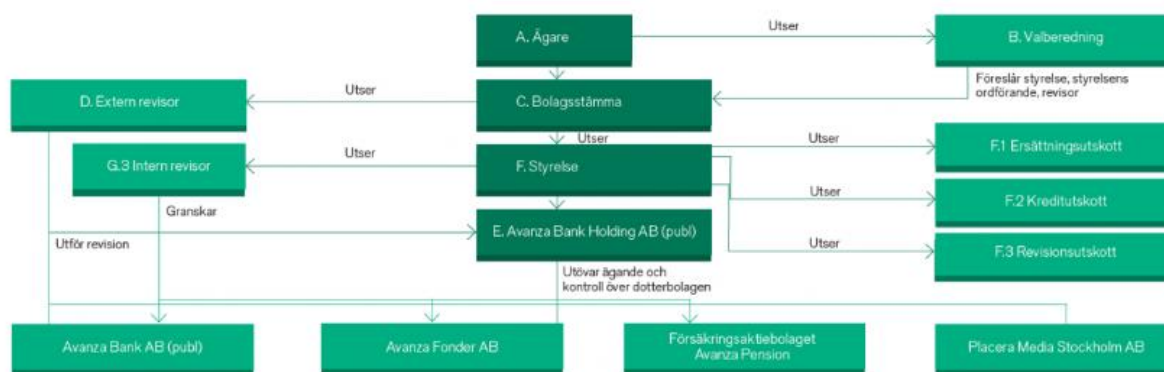 A. Ägare
Utser
B. Valberedning
Föreslår styrelse, styrelsens
ordförande, revisor
D. Extern revisor
Utser
C. Bolagsstämma
Utser
Utser
F.1 Ersättningsutskott
G.3 Intern revisor
Utser
F. Styrelse
Utser
F.2 Kreditutskott
Granskar
Utför revision
E. Avanza Bank Holding AB (publ)
Utser
F.3 Revisionsutskott
Utövar ägande och
kontroll över dotterbolagen
Avanza Bank AB (publ)
Avanza Fonder AB
Försäkringsaktiebolaget
Avanza Pension
Placera Media Stockholm AB